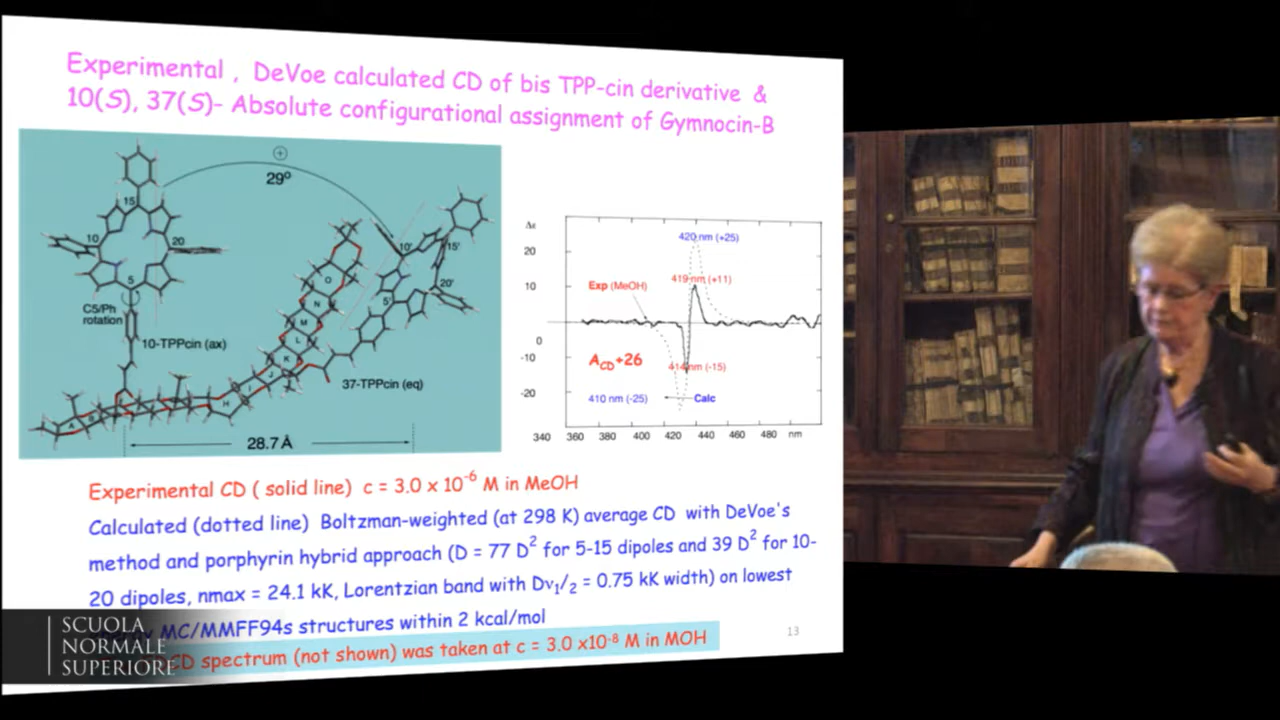 Experimental , DeVoe calculated CD of bis TPP-cin derivative &
10(S), 37(S)- Absolute configurational assignment of Gymnocin-B
29º
15
10
20
5
C5/Ph
rotation
10-TPPcin (ax)
10'
15'
20'
5'
O
N
M
L
K
J
I
H
A
37-TPPcin (eq)
28.7Å
Δε
20
10
0
-10
-20
420 nm (+25)
419 nm (+11)
Exp (MeOH)
ACD+26
414 nm (-15)
410 nm (-25)
Calc
340 360 380 400 420 440 460 480 nm
Experimental CD ( solid line) c = 3.0 x 10-6 M in MeOH
Calculated (dotted line) Boltzman-weighted (at 298 K) average CD with DeVoe's
method and porphyrin hybrid approach (D = 77 D2 for 5-15 dipoles and 39 D2 for 10-
20 dipoles, nmax = 24.1 kK, Lorentzian band with Dν1/2 = 0.75 kK width) on lowest
MC/MMFF94s structures within 2 kcal/mol
CD spectrum (not shown) was taken at c = 3.0 x10-8 M in MOH
13
SCUOLA
NORMALE
SUPERIORE